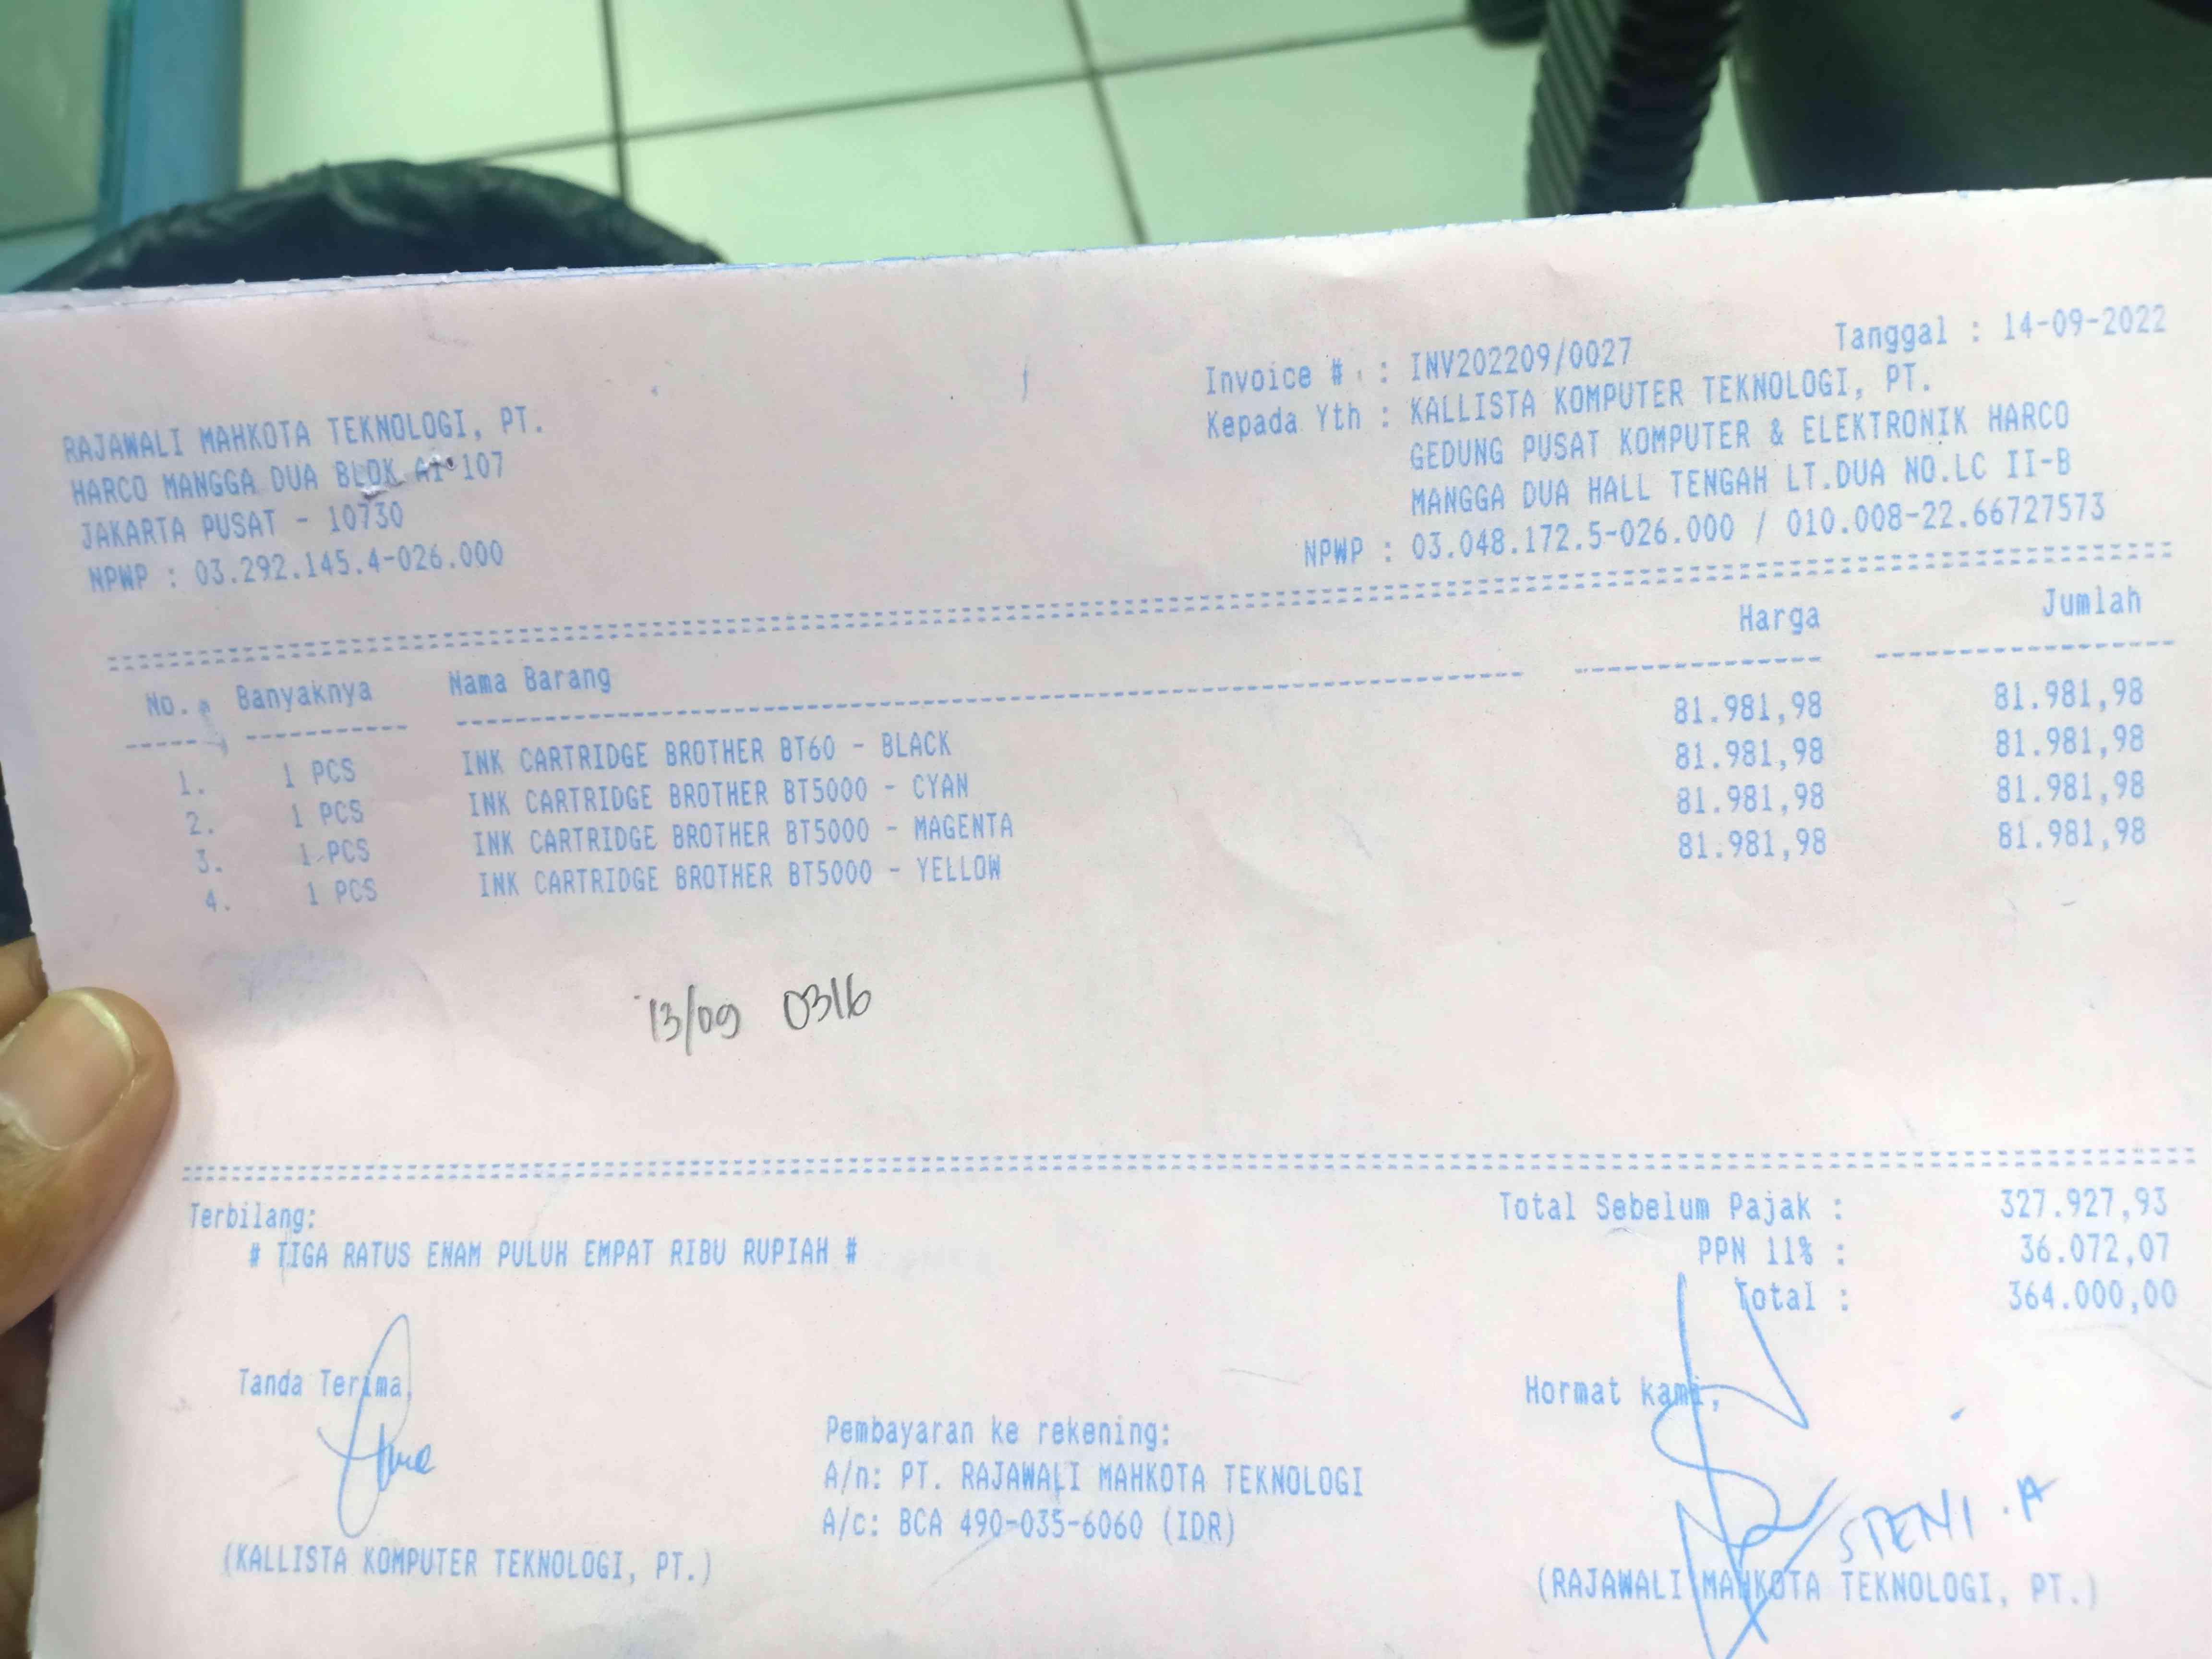 Tanggal : 14-09-2022
Invoice # : INV202209/0027
Kepada Yth : KALLISTA KOMPUTER TEKNOLOGI, PT.
GEDUNG PUSAT KOMPUTER & ELEKTRONIK HARCO
MANGGA DUA HALL TENGAH LT.DUA NO.LC II-B
NPWP : 03.048.172.5-026.000 / 010.008-22.66727573
RAJAWALI MAHKOTA TEKNOLOGI, PT.
HARCO MANGGA DUA BLOK 107
JAKARTA PUSAT - 10730
NPWP : 03.292.145.4-026.000
No. Banyaknya Nama Barang Harga Jumlah
1. 1 PCS INK CARTRIDGE BROTHER BT60 - BLACK 81.981,98 81.981,98
2. 1 PCS INK CARTRIDGE BROTHER BT5000 - CYAN 81.981,98 81.981,98
3. 1 PCS INK CARTRIDGE BROTHER BT5000 - MAGENTA 81.981,98 81.981,98
4. 1 PCS INK CARTRIDGE BROTHER BT5000 - YELLOW 81.981,98 81.981,98
13/09 0316
Terbilang:
# TIGA RATUS ENAM PULUH EMPAT RIBU RUPIAH #
Total Sebelum Pajak : 327.927,93
PPN 11% : 36.072,07
Total : 364.000,00
Tanda Terima,
(KALLISTA KOMPUTER TEKNOLOGI, PT.)
Pembayaran ke rekening:
A/n: PT. RAJAWALI MAHKOTA TEKNOLOGI
A/c: BCA 490-035-6060 (IDR)
Hormat kami,
STENI . A
(RAJAWALI MAHKOTA TEKNOLOGI, PT.)